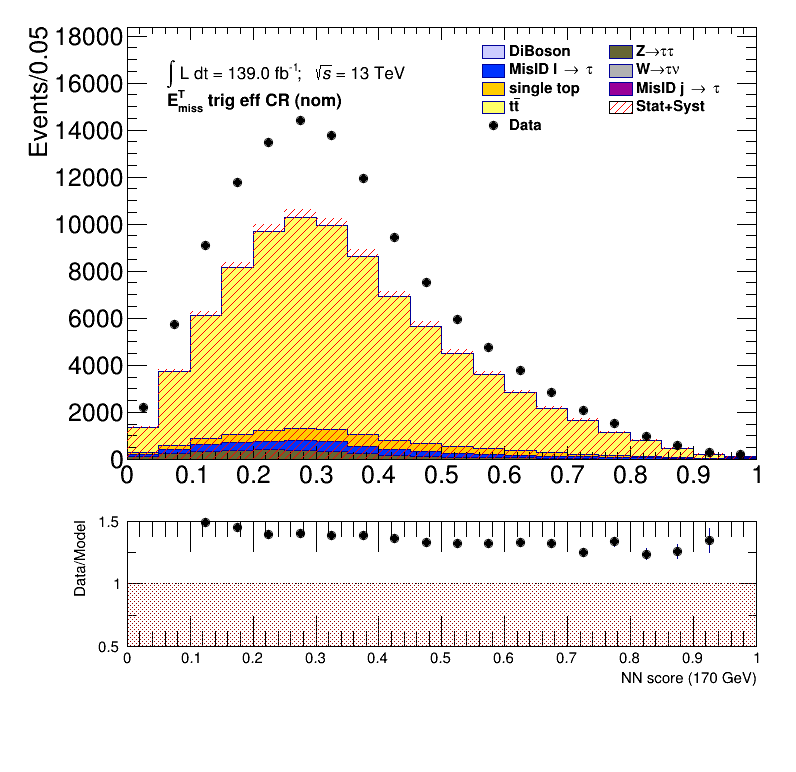 Events/0.05
18000
16000
14000
12000
10000
8000
6000
4000
2000
0
∫ L dt = 139.0 fb⁻¹; √s = 13 TeV
E^T_miss trig eff CR (nom)
DiBoson
MisID l → τ
single top
tt̄
Data
Z→ττ
W→τν
MisID j → τ
Stat+Syst
0 0.1 0.2 0.3 0.4 0.5 0.6 0.7 0.8 0.9 1
Data/Model
1.5
1
0.5
0 0.1 0.2 0.3 0.4 0.5 0.6 0.7 0.8 0.9 1
NN score (170 GeV)